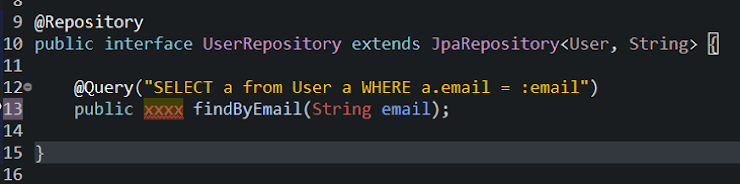 8
9 @Repository
10 public interface UserRepository extends JpaRepository<User, String> {
11
12 @Query("SELECT a from User a WHERE a.email = :email")
13 public xxxx findByEmail(String email);
14
15 }
16